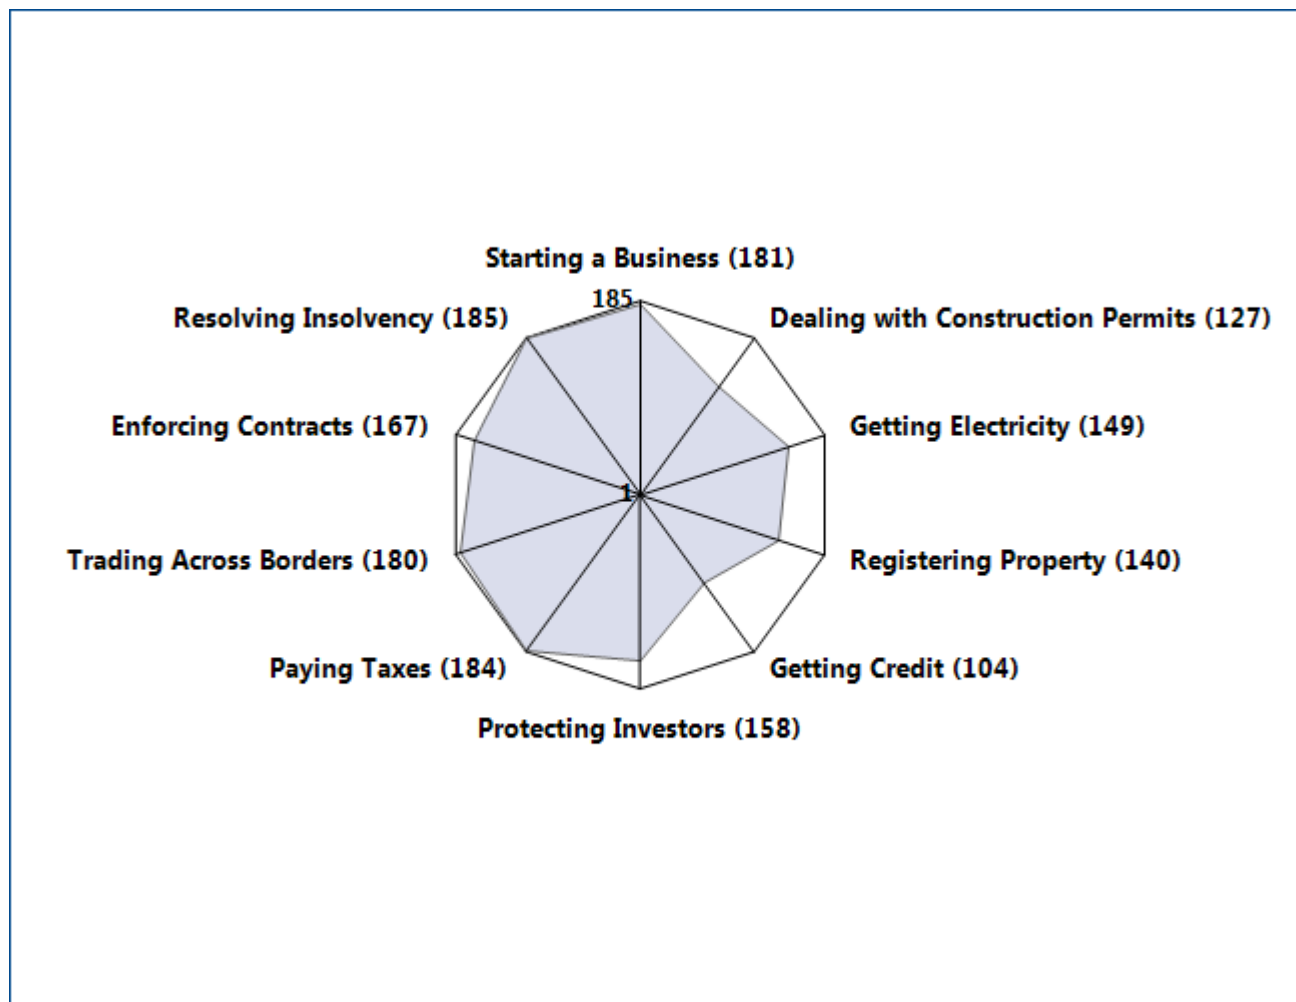 Starting a Business (181)
185
Resolving Insolvency (185)
Dealing with Construction Permits (127)
Enforcing Contracts (167)
Getting Electricity (149)
1
Trading Across Borders (180)
Registering Property (140)
Paying Taxes (184)
Getting Credit (104)
Protecting Investors (158)